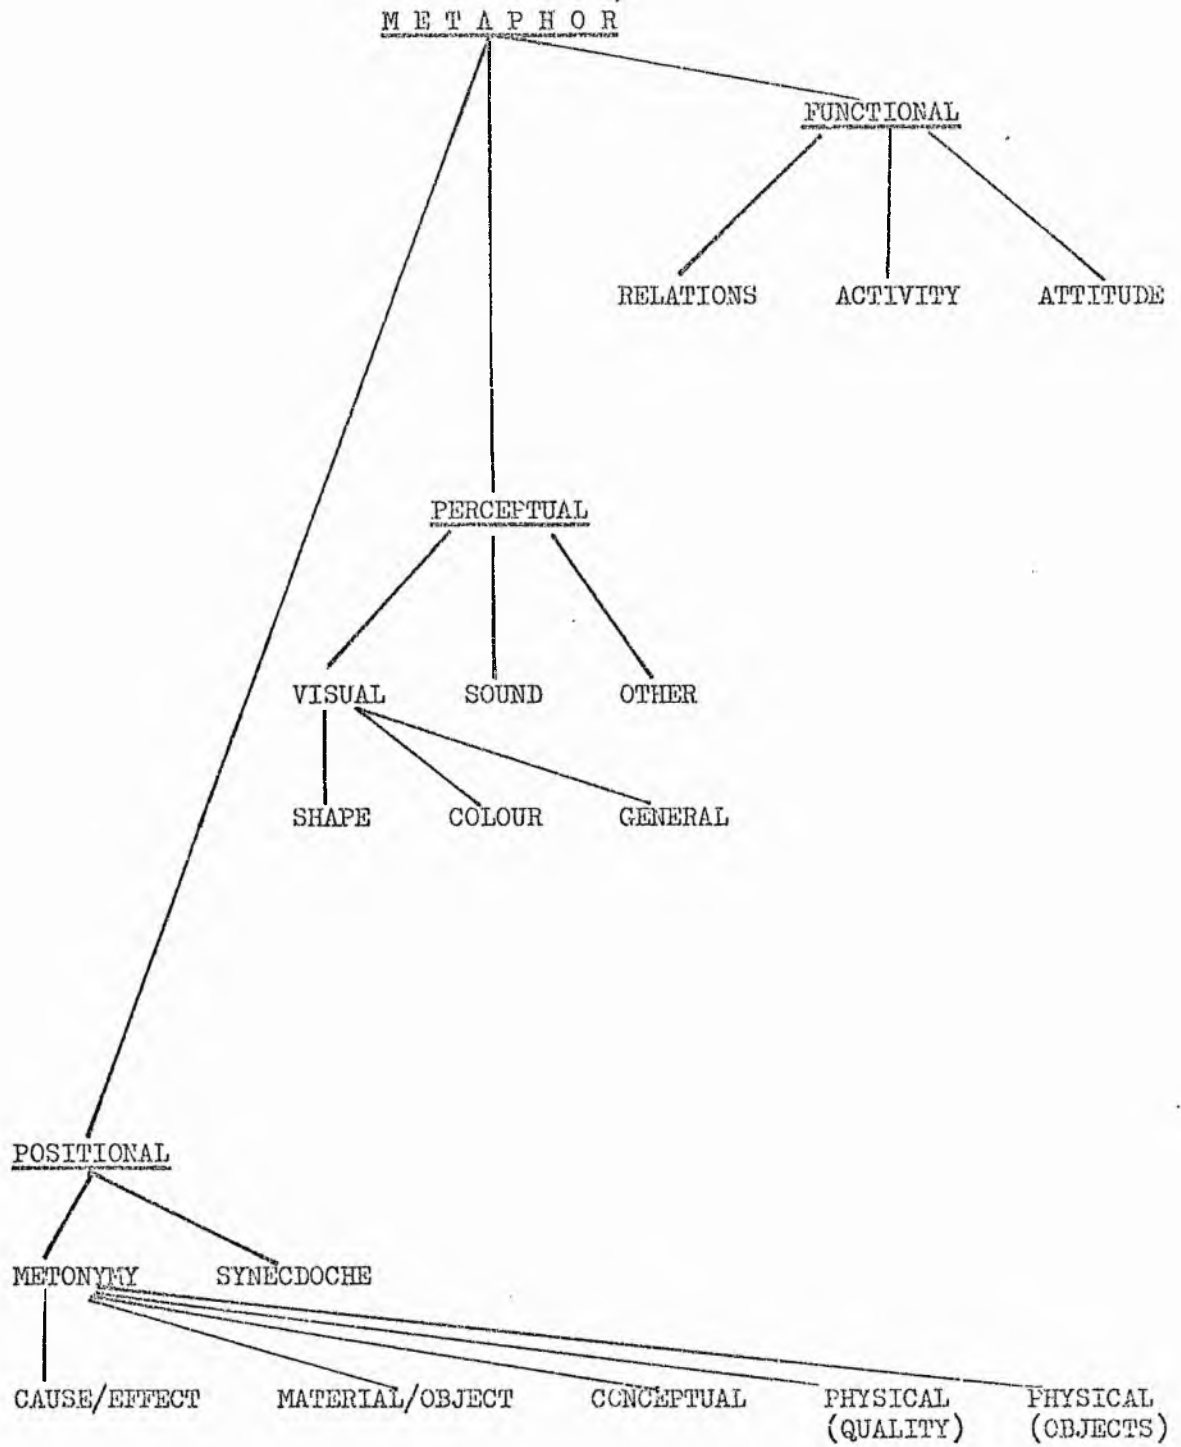 M E T A P H O R
FUNCTIONAL
RELATIONS ACTIVITY ATTITUDE
PERCEPTUAL
VISUAL SOUND OTHER
SHAPE COLOUR GENERAL
POSITIONAL
METONYMY SYNECDOCHE
CAUSE/EFFECT MATERIAL/OBJECT CONCEPTUAL PHYSICAL PHYSICAL
(QUALITY) (OBJECTS)